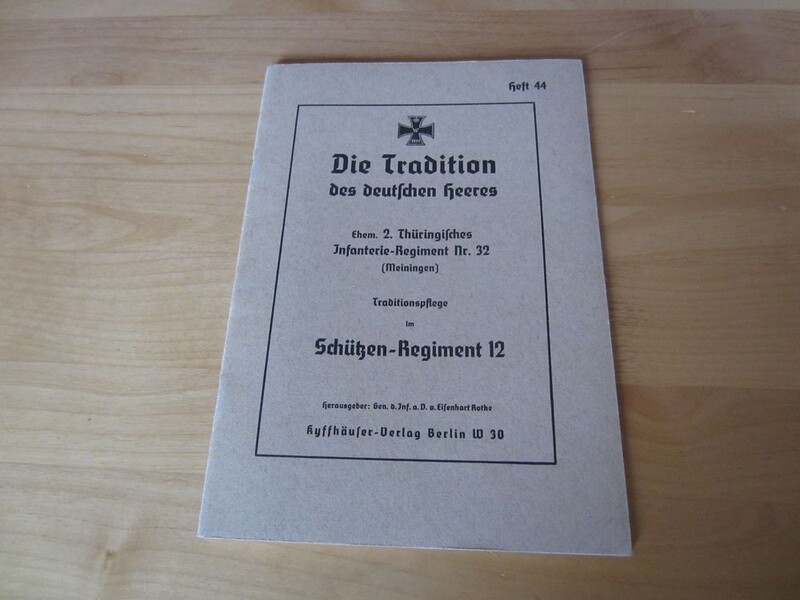 Heft 44
Die Tradition
des deutschen Heeres
Ehem. 2. Thüringisches
Infanterie-Regiment Nr. 32
(Meiningen)
Traditionspflege
im
Schützen-Regiment 12
Herausgeber: Gen. d. Inf. a. D. v. Eisenhart Rothe
Kyffhäuser-Verlag Berlin W 30